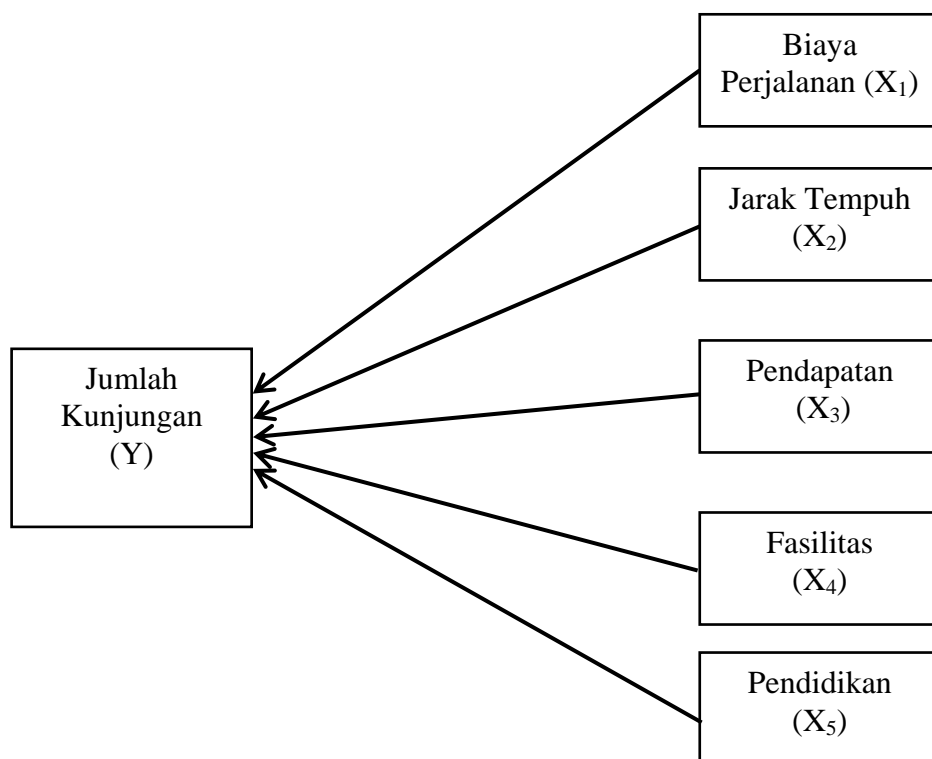 Biaya
Perjalanan (X₁)
Jarak Tempuh
(X₂)
Jumlah
Kunjungan
(Y)
Pendapatan
(X₃)
Fasilitas
(X₄)
Pendidikan
(X₅)